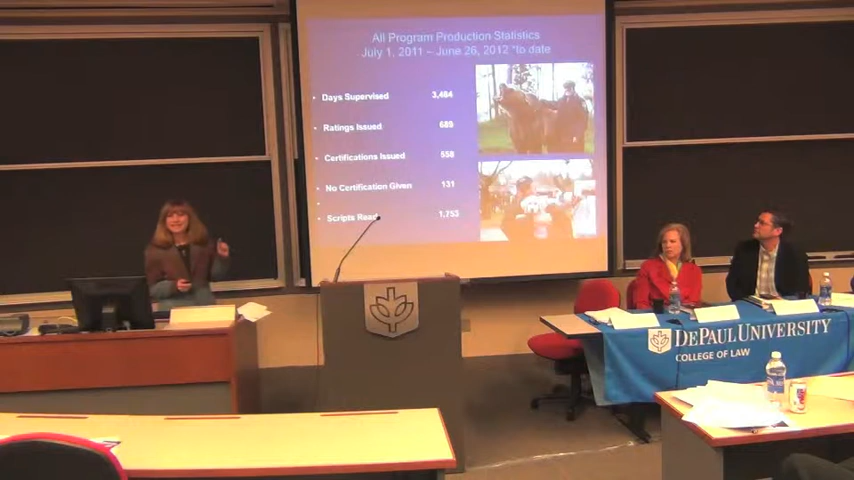 All Program Production Statistics
July 1, 2011 – June 26, 2012 *to date
• Days Supervised 3,464
• Ratings Issued 689
• Certifications Issued 558
• No Certification Given 131
• Scripts Read 1,753
DEPAUL UNIVERSITY
COLLEGE OF LAW